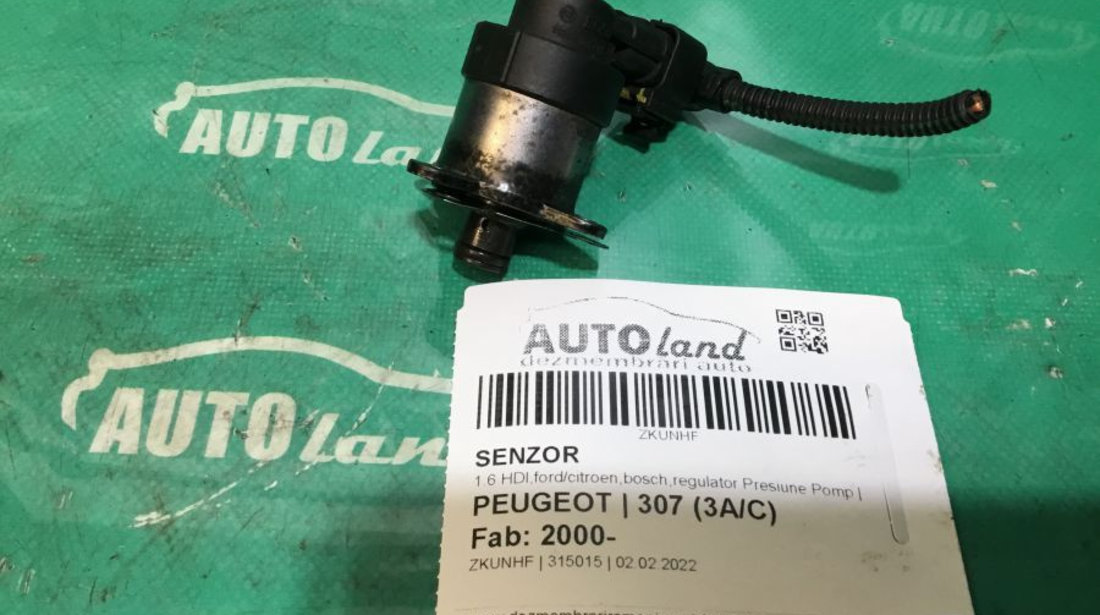 AUTOland
AUTOland
AUTOland
dezmembrari auto
ZKUNHF
SENZOR
1.6 HDI,ford/citroen,bosch,regulator Presiune Pomp |
PEUGEOT | 307 (3A/C)
Fab: 2000-
ZKUNHF | 315015 | 02.02.2022